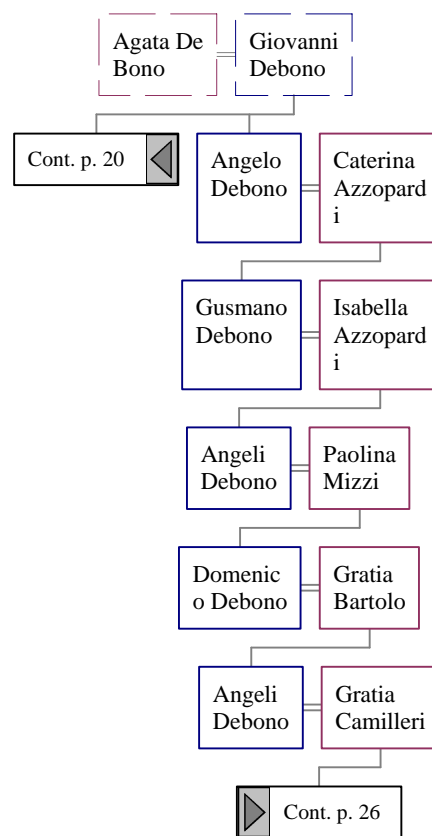 Agata De
Bono
Giovanni
Debono
Cont. p. 20
Angelo
Debono
Caterina
Azzopard
i
Gusmano
Debono
Isabella
Azzopard
i
Angeli
Debono
Paolina
Mizzi
Domenic
o Debono
Gratia
Bartolo
Angeli
Debono
Gratia
Camilleri
Cont. p. 26